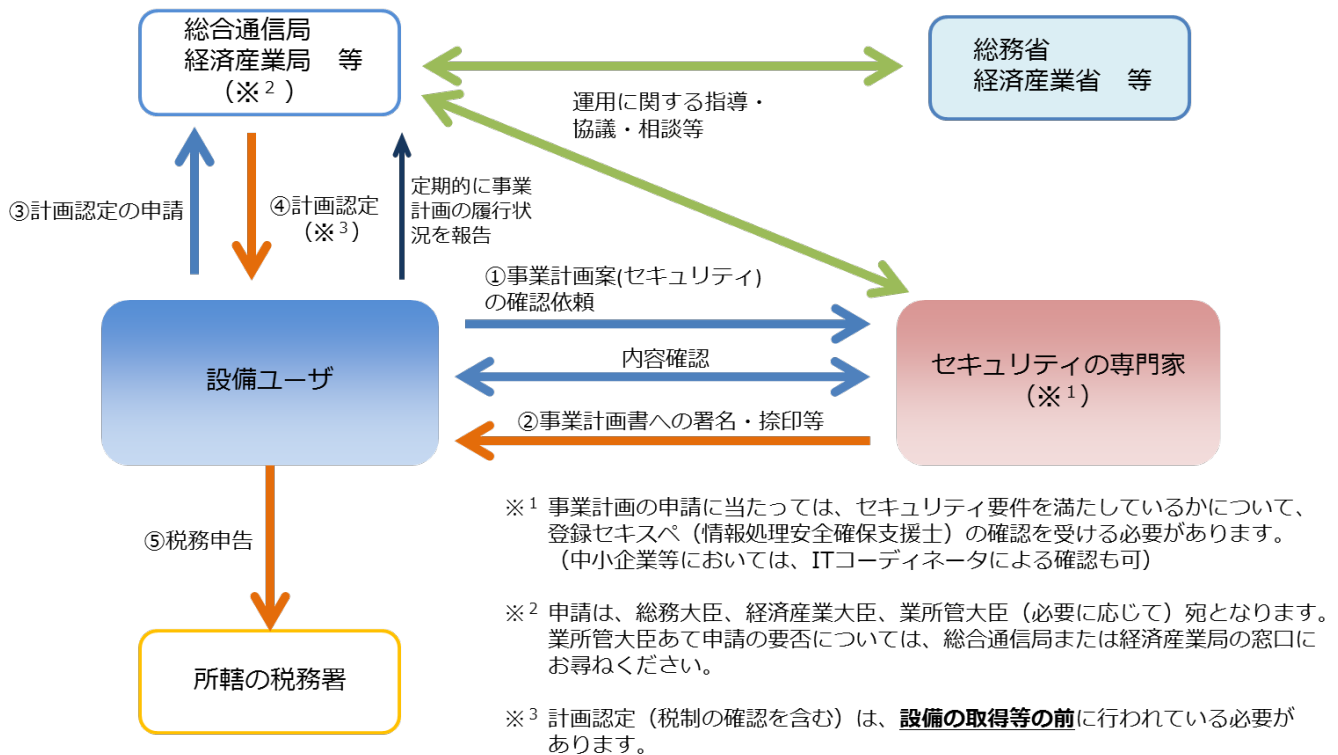 総合通信局
経済産業局　等
（※2）
総務省
経済産業省　等
運用に関する指導・
協議・相談等
③計画認定の申請
④計画認定
（※3）
定期的に事業
計画の履行状
況を報告
①事業計画案(セキュリティ)
の確認依頼
設備ユーザ
内容確認
セキュリティの専門家
（※1）
②事業計画書への署名・捺印等
⑤税務申告
所轄の税務署
※1 事業計画の申請に当たっては、セキュリティ要件を満たしているかについて、
登録セキスペ（情報処理安全確保支援士）の確認を受ける必要があります。
（中小企業等においては、ITコーディネータによる確認も可）
※2 申請は、総務大臣、経済産業大臣、業所管大臣（必要に応じて）宛となります。
業所管大臣あて申請の要否については、総合通信局または経済産業局の窓口に
お尋ねください。
※3 計画認定（税制の確認を含む）は、設備の取得等の前に行われている必要が
あります。